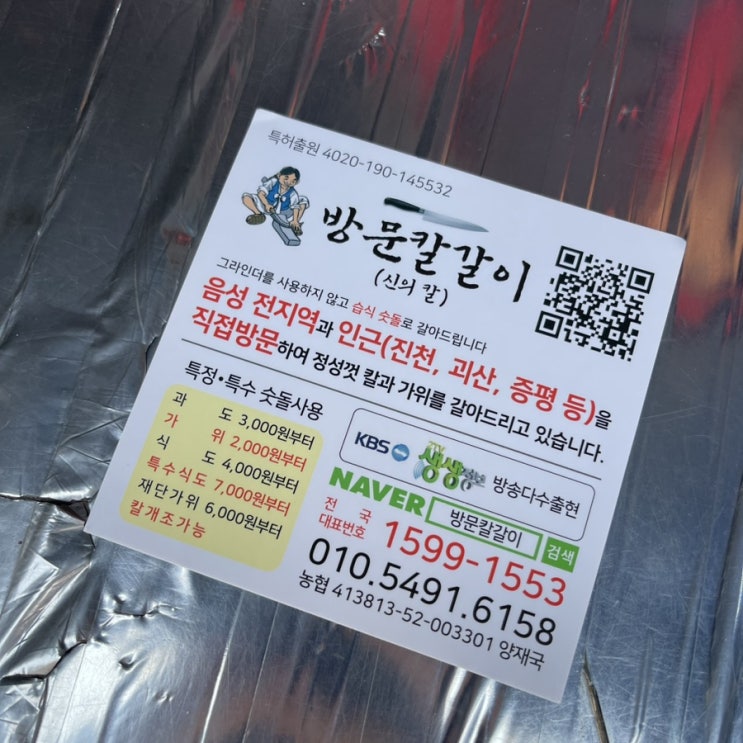 특허출원 4020-190-145532
방문칼갈이
(신의 칼)
그라인더를 사용하지 않고 습식 숫돌로 갈아드립니다
음성 전지역과 인근(진천, 괴산, 증평 등)을
직접방문하여 정성껏 칼과 가위를 갈아드리고 있습니다.
특정·특수 숫돌사용
과 도 3,000원부터
가 위 2,000원부터
식 도 4,000원부터
특수식도 7,000원부터
재단가위 6,000원부터
칼개조가능
KBS TV 생생정보 방송다수출현
NAVER 방문칼갈이 검색
전 국
대표번호 1599-1553
010.5491.6158
농협 413813-52-003301 양재국